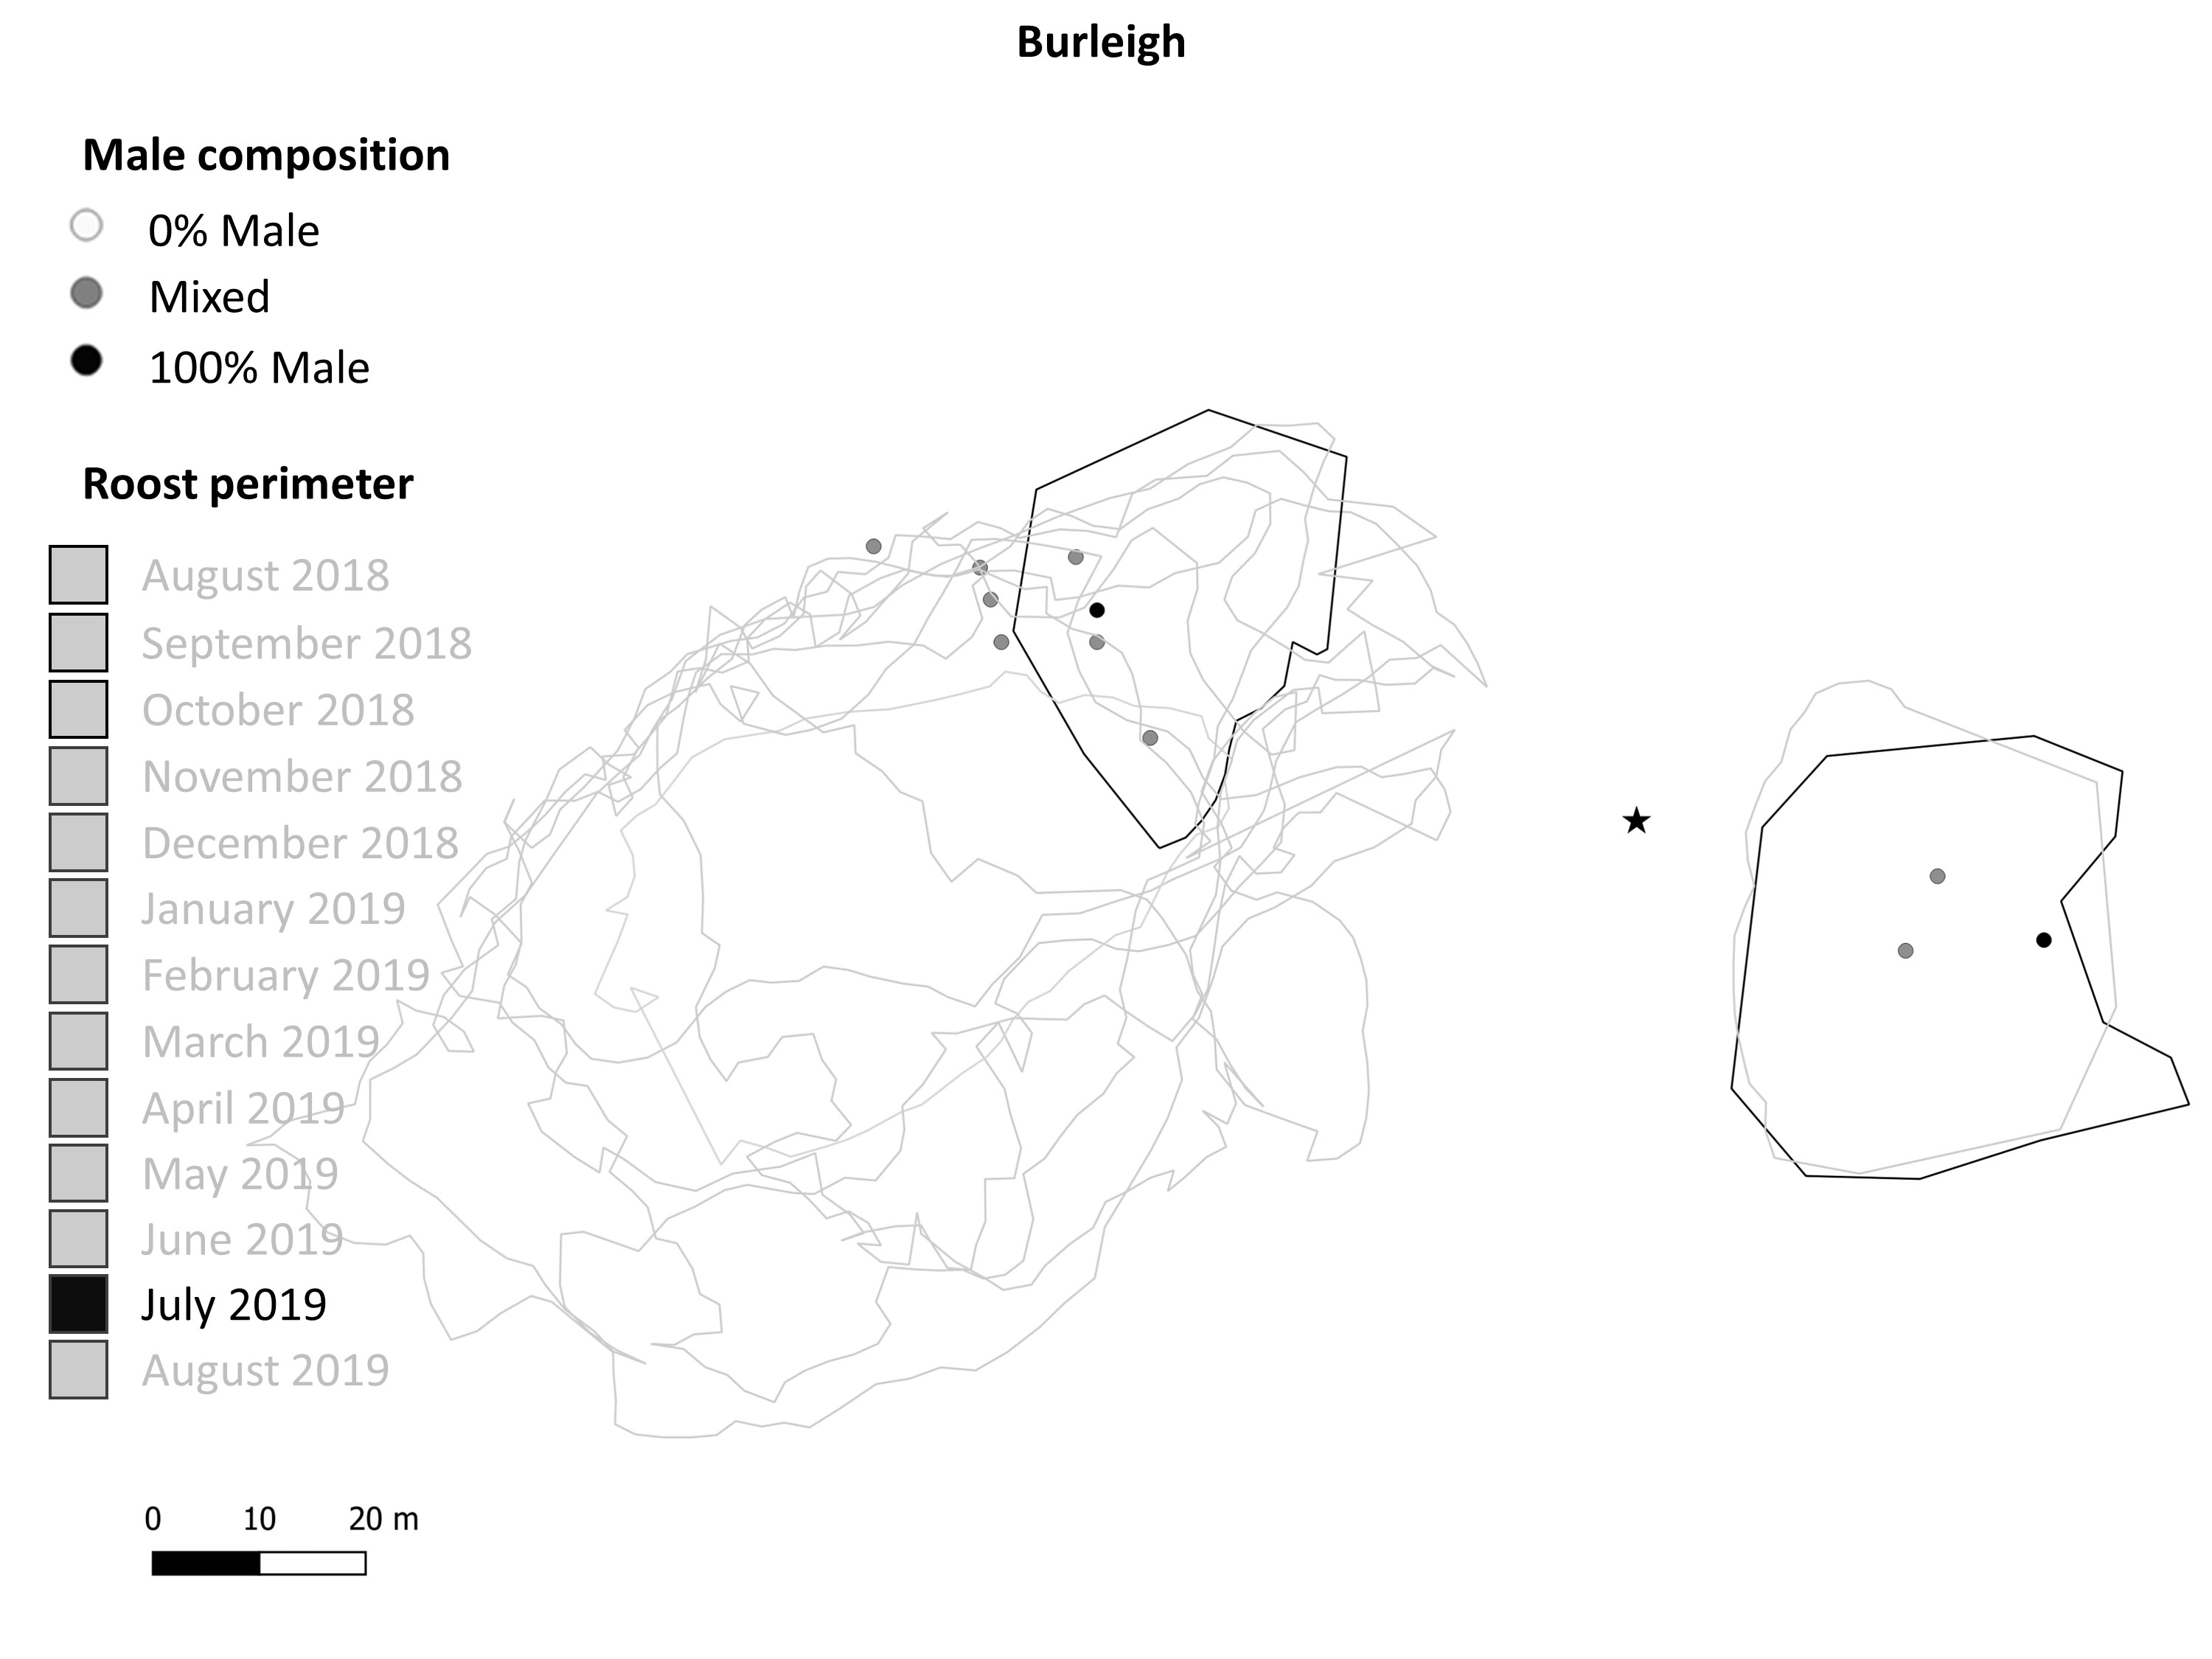 Burleigh
Male composition
0% Male
Mixed
100% Male
Roost perimeter
August 2018
September 2018
October 2018
November 2018
December 2018
January 2019
February 2019
March 2019
April 2019
May 2019
June 2019
July 2019
August 2019
0 10 20 m